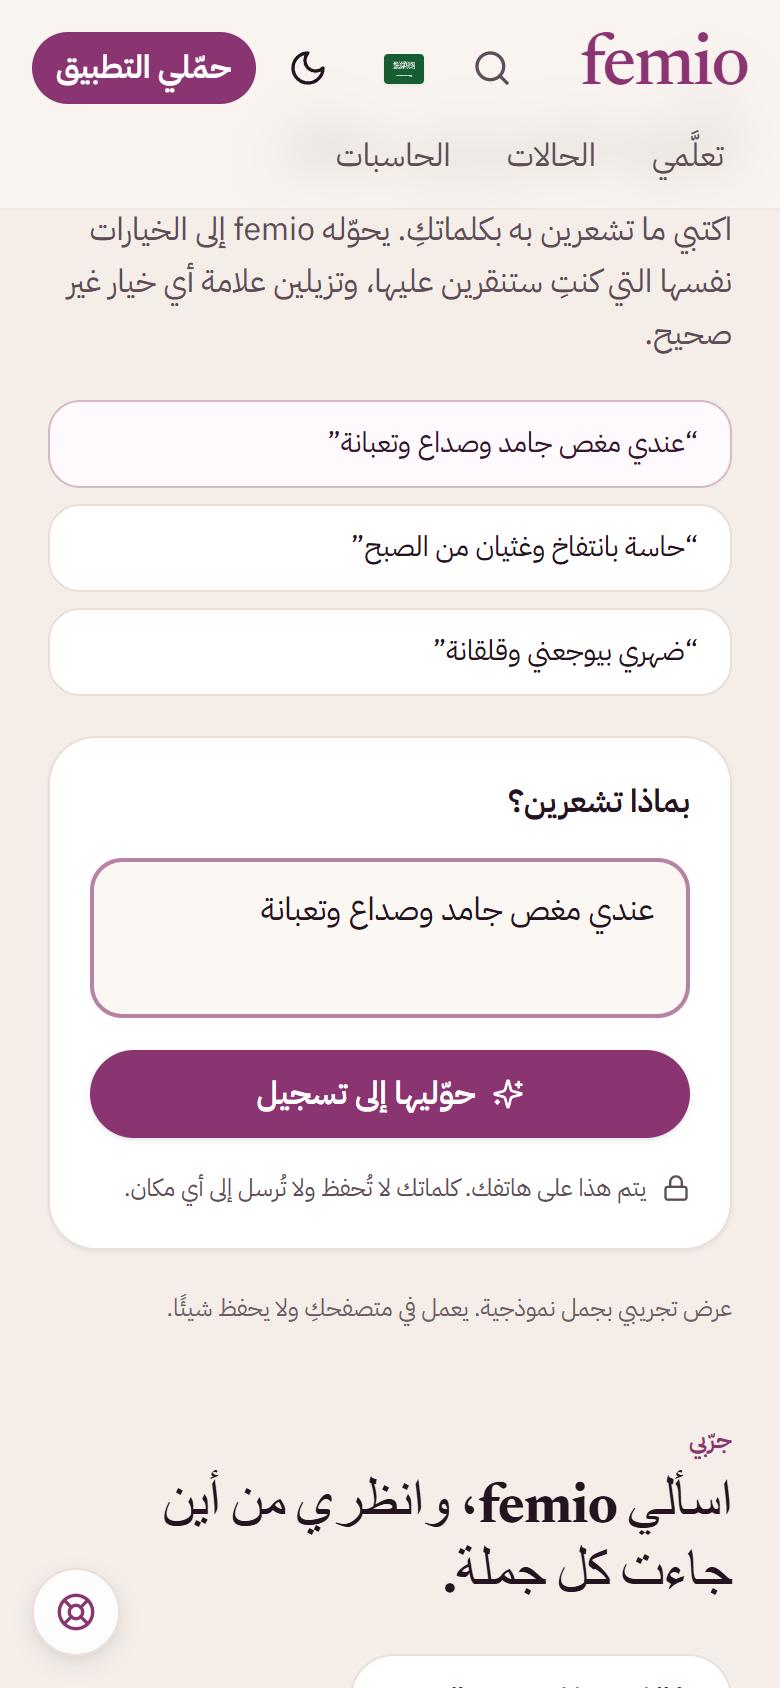 femio
حمّلي التطبيق
تعلَّمي
الحالات
الحاسبات
اكتبي ما تشعرين به بكلماتكِ. يحوّله femio إلى الخيارات
نفسها التي كنتِ ستنقرين عليها، وتزيلين علامة أي خيار غير
صحيح.
“عندي مغص جامد وصداع وتعبانة”
“حاسة بانتفاخ وغثيان من الصبح”
“ضهري بيوجعني وقلقانة”
بماذا تشعرين؟
عندي مغص جامد وصداع وتعبانة
حوّليها إلى تسجيل
يتم هذا على هاتفك. كلماتك لا تُحفظ ولا تُرسل إلى أي مكان.
عرض تجريبي بجمل نموذجية. يعمل في متصفحكِ ولا يحفظ شيئًا.
جرّبي
اسألي femio، وانظري من أين
جاءت كل جملة.